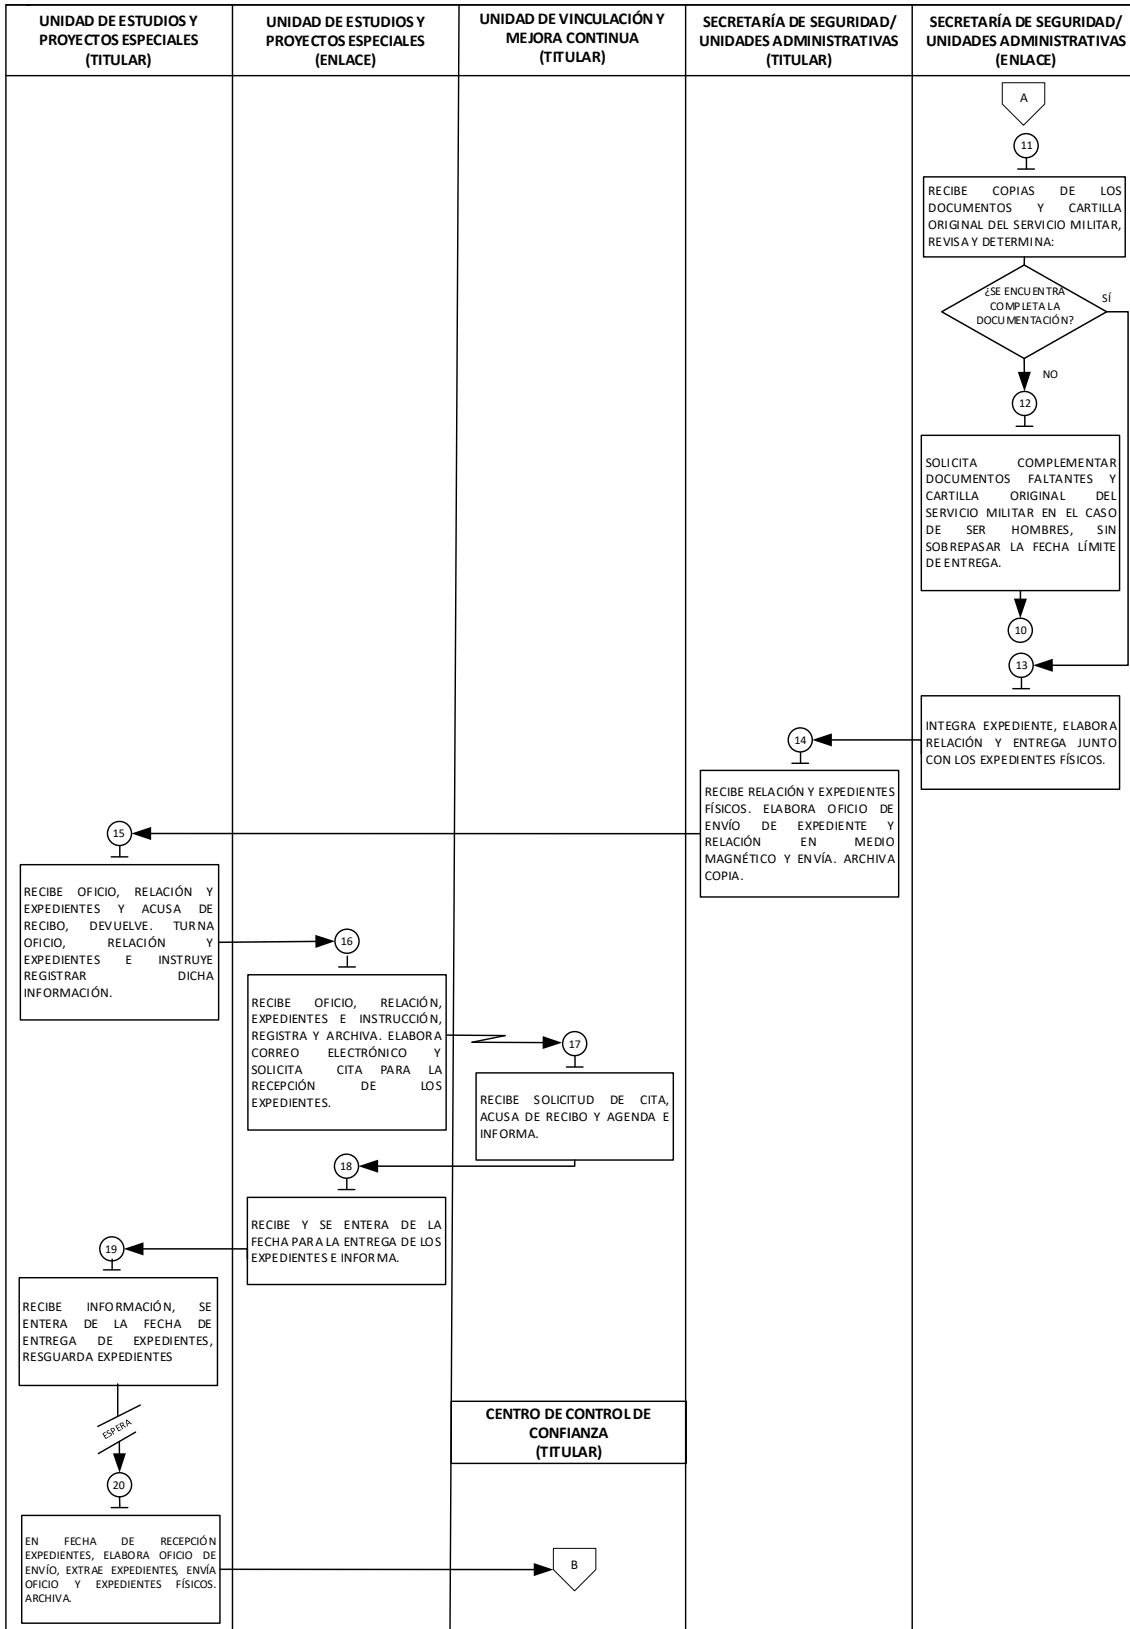 UNIDAD DE ESTUDIOS Y
PROYECTOS ESPECIALES
(TITULAR)
UNIDAD DE ESTUDIOS Y
PROYECTOS ESPECIALES
(ENLACE)
UNIDAD DE VINCULACIÓN Y
MEJORA CONTINUA
(TITULAR)
SECRETARÍA DE SEGURIDAD/
UNIDADES ADMINISTRATIVAS
(TITULAR)
SECRETARÍA DE SEGURIDAD/
UNIDADES ADMINISTRATIVAS
(ENLACE)
A
11
RECIBE COPIAS DE LOS
DOCUMENTOS Y CARTILLA
ORIGINAL DEL SERVICIO MILITAR,
REVISA Y DETERMINA:
¿SE ENCUENTRA
COMPLETA LA
DOCUMENTACIÓN?
SÍ
NO
12
SOLICITA COMPLEMENTAR
DOCUMENTOS FALTANTES Y
CARTILLA ORIGINAL DEL
SERVICIO MILITAR EN EL CASO
DE SER HOMBRES, SIN
SOBREPASAR LA FECHA LÍMITE
DE ENTREGA.
10
13
INTEGRA EXPEDIENTE, ELABORA
RELACIÓN Y ENTREGA JUNTO
CON LOS EXPEDIENTES FÍSICOS.
14
RECIBE RELACIÓN Y EXPEDIENTES
FÍSICOS. ELABORA OFICIO DE
ENVÍO DE EXPEDIENTE Y
RELACIÓN EN MEDIO
MAGNÉTICO Y ENVÍA. ARCHIVA
COPIA.
15
RECIBE OFICIO, RELACIÓN Y
EXPEDIENTES Y ACUSA DE
RECIBO, DEVUELVE. TURNA
OFICIO, RELACIÓN Y
EXPEDIENTES E INSTRUYE
REGISTRAR DICHA
INFORMACIÓN.
16
RECIBE OFICIO, RELACIÓN,
EXPEDIENTES E INSTRUCCIÓN,
REGISTRA Y ARCHIVA. ELABORA
CORREO ELECTRÓNICO Y
SOLICITA CITA PARA LA
RECEPCIÓN DE LOS
EXPEDIENTES.
17
RECIBE SOLICITUD DE CITA,
ACUSA DE RECIBO Y AGENDA E
INFORMA.
18
RECIBE Y SE ENTERA DE LA
FECHA PARA LA ENTREGA DE LOS
EXPEDIENTES E INFORMA.
19
RECIBE INFORMACIÓN, SE
ENTERA DE LA FECHA DE
ENTREGA DE EXPEDIENTES,
RESGUARDA EXPEDIENTES
ESPERA
CENTRO DE CONTROL DE
CONFIANZA
(TITULAR)
20
EN FECHA DE RECEPCIÓN
EXPEDIENTES, ELABORA OFICIO DE
ENVÍO, EXTRAE EXPEDIENTES, ENVÍA
OFICIO Y EXPEDIENTES FÍSICOS.
ARCHIVA.
B